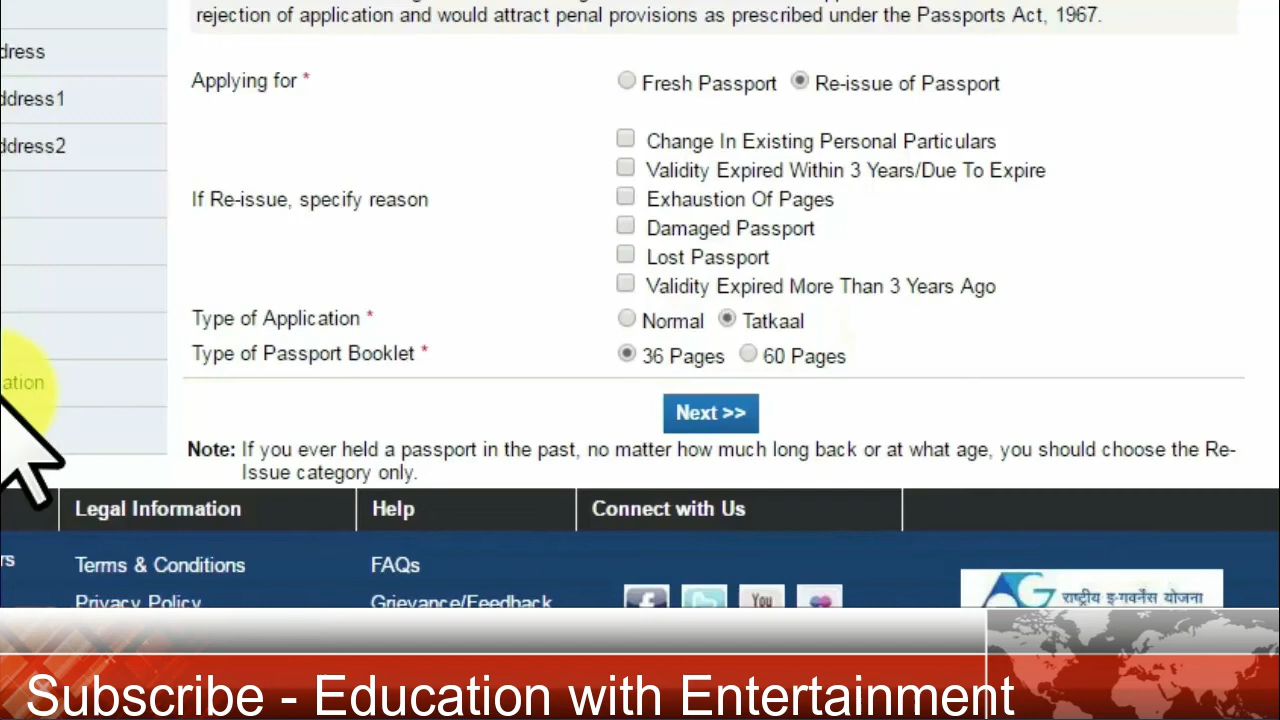 rejection of application and would attract penal provisions as prescribed under the Passports Act, 1967.
dress
ddress1
ddress2
ation
Applying for *
Fresh Passport
Re-issue of Passport
If Re-issue, specify reason
Change In Existing Personal Particulars
Validity Expired Within 3 Years/Due To Expire
Exhaustion Of Pages
Damaged Passport
Lost Passport
Validity Expired More Than 3 Years Ago
Type of Application *
Normal
Tatkaal
Type of Passport Booklet *
36 Pages
60 Pages
Next >>
Note: If you ever held a passport in the past, no matter how much long back or at what age, you should choose the Re-
Issue category only.
Legal Information
Help
Connect with Us
rs
Terms & Conditions
FAQs
Privacy Policy
Grievance/Feedback
You
राष्ट्रीय इ-गवर्नेंस योजना
Subscribe - Education with Entertainment